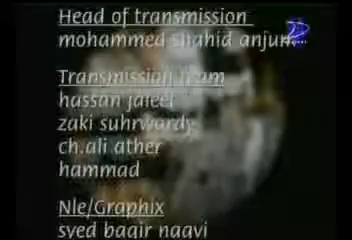 Head of transmission
mohammed shahid anjum
Transmission team
hassan jaleel
zaki suhrwardy
ch.ali ather
hammad
Nle/Graphix
syed baqir naqvi